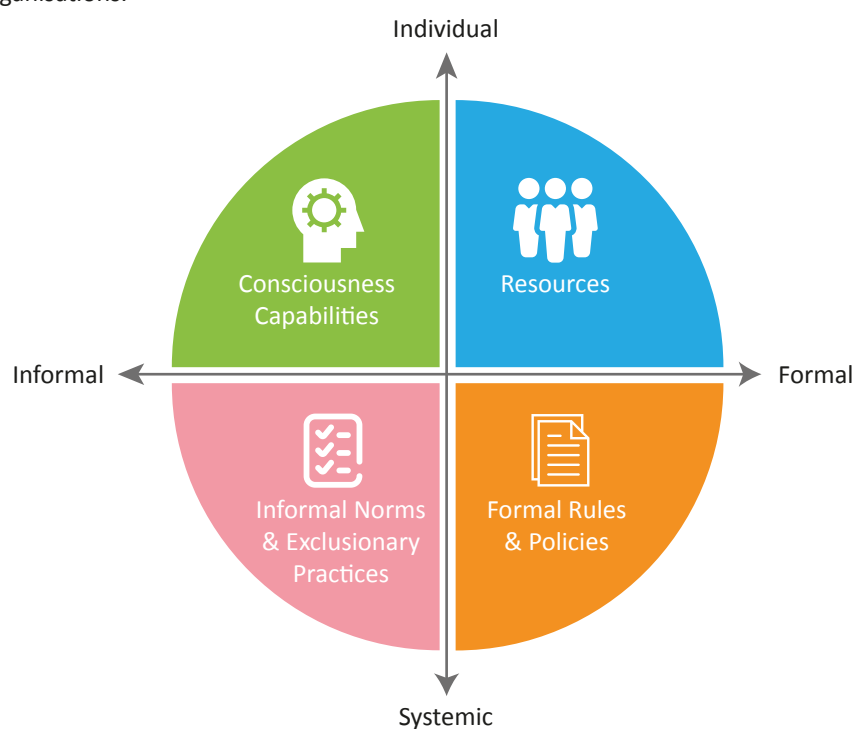 Individual
Consciousness
Capabilities
Resources
Informal
Formal
Informal Norms
& Exclusionary
Practices
Formal Rules
& Policies
Systemic